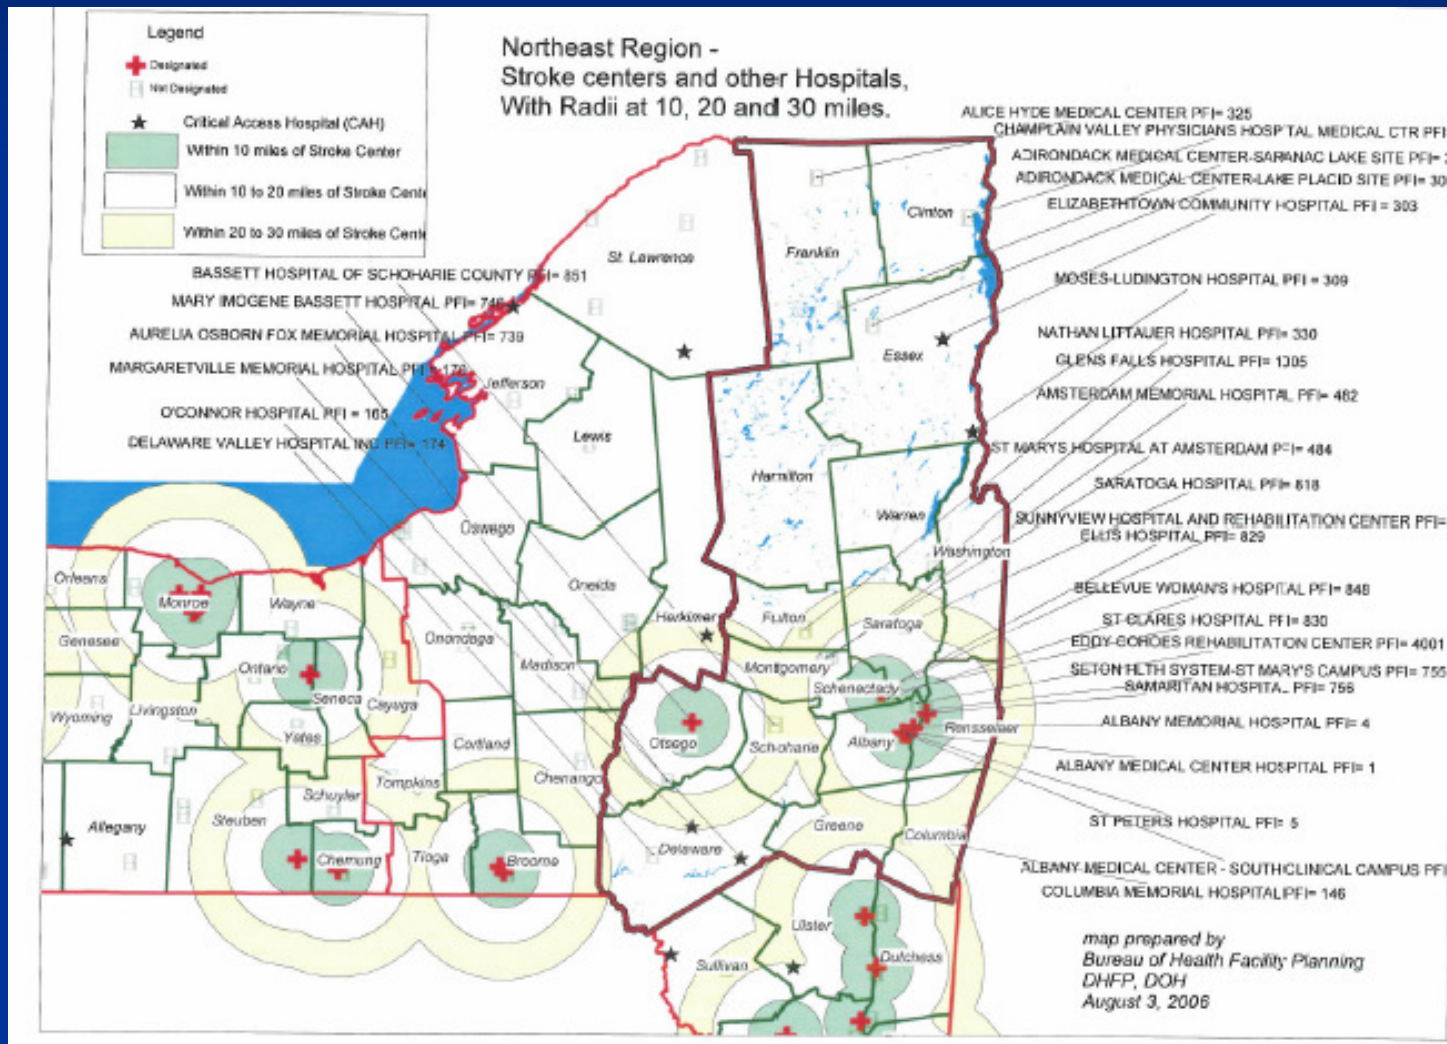 Legend
Designated
Not Designated
Critical Access Hospital (CAH)
Within 10 miles of Stroke Center
Within 10 to 20 miles of Stroke Cente
Within 20 to 30 miles of Stroke Cente
Northeast Region -
Stroke centers and other Hospitals,
With Radii at 10, 20 and 30 miles.
ALICE HYDE MEDICAL CENTER PFI= 325
CHAMPLAIN VALLEY PHYSICIANS HOSPITAL MEDICAL CTR PFI
ADIRONDACK MEDICAL CENTER-SARANAC LAKE SITE PFI=
ADIRONDACK MEDICAL CENTER-LAKE PLACID SITE PFI= 30
ELIZABETHTOWN COMMUNITY HOSPITAL PFI = 303
MOSES-LUDINGTON HOSPITAL PFI= 309
NATHAN LITTAUER HOSPITAL PFI= 330
GLENS FALLS HOSPITAL PFI= 1005
AMSTERDAM MEMORIAL HOSPITAL PFI= 482
ST MARYS HOSPITAL AT AMSTERDAM PFI= 484
SARATOGA HOSPITAL PFI= 818
SUNNYVIEW HOSPITAL AND REHABILITATION CENTER PFI=
ELLIS HOSPITAL PFI= 829
BELLEVUE WOMAN'S HOSPITAL PFI= 848
ST CLARES HOSPITAL PFI= 830
EDDY COHOES REHABILITATION CENTER PFI= 4001
SETON HLTH SYSTEM-ST MARY'S CAMPUS PFI= 755
SAMARITAN HOSPITAL PFI= 756
ALBANY MEMORIAL HOSPITAL PFI= 4
ALBANY MEDICAL CENTER HOSPITAL PFI= 1
ST PETERS HOSPITAL PFI= 5
ALBANY MEDICAL CENTER - SOUTH CLINICAL CAMPUS PFI
COLUMBIA MEMORIAL HOSPITAL PFI= 146
BASSETT HOSPITAL OF SCHOHARIE COUNTY PFI= 851
MARY IMOGENE BASSETT HOSPITAL PFI= 746
AURELIA OSBORN FOX MEMORIAL HOSPITAL PFI= 739
MARGARETVILLE MEMORIAL HOSPITAL PFI = 176
O'CONNOR HOSPITAL PFI = 165
DELAWARE VALLEY HOSPITAL INC PFI= 174
Clinton
Franklin
St. Lawrence
Essex
Jefferson
Lewis
Hamilton
Warren
Washington
Oswego
Oneida
Herkimer
Fulton
Saratoga
Orleans
Monroe
Wayne
Genesee
Onondaga
Madison
Montgomery
Ontario
Seneca
Cayuga
Schenectady
Wyoming
Livingston
Yates
Cortland
Otsego
Schoharie
Albany
Rensselaer
Tompkins
Chenango
Allegany
Steuben
Schuyler
Greene
Columbia
Chemung
Tioga
Broome
Delaware
Ulster
Sullivan
Dutchess
map prepared by
Bureau of Health Facility Planning
DHFP, DOH
August 3, 2006